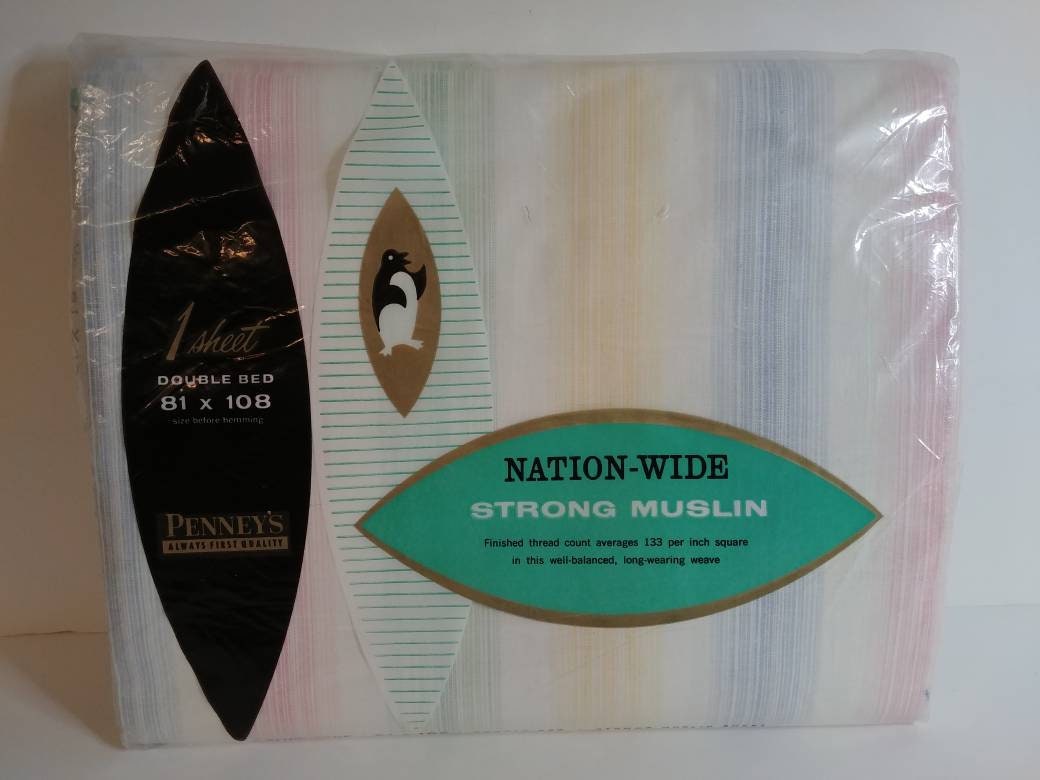 1 sheet
DOUBLE BED
81 x 108
size before hemming
PENNEY'S
ALWAYS FIRST QUALITY
NATION-WIDE
STRONG MUSLIN
Finished thread count averages 133 per inch square
in this well-balanced, long-wearing weave